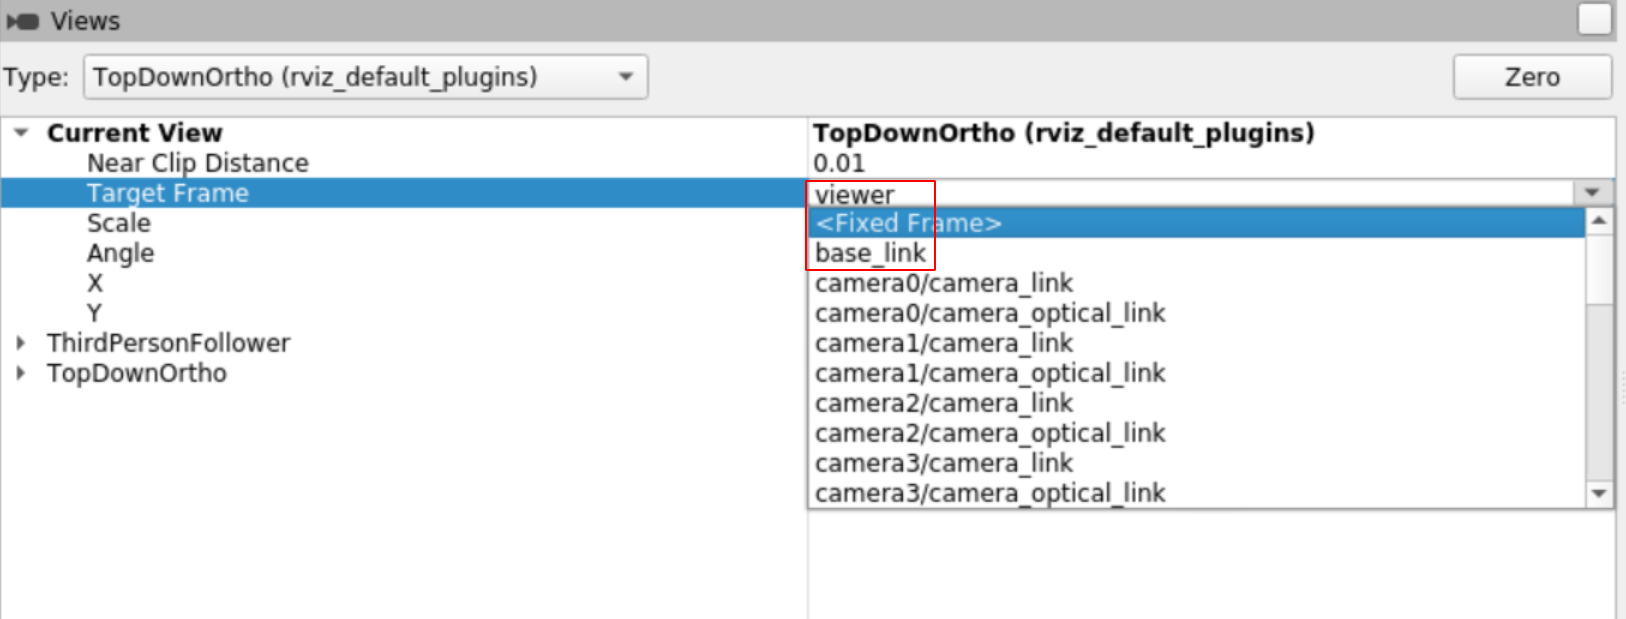 Views
Type: TopDownOrtho (rviz_default_plugins) Zero
Current View TopDownOrtho (rviz_default_plugins)
Near Clip Distance 0.01
Target Frame viewer
Scale <Fixed Frame>
Angle base_link
X camera0/camera_link
Y camera0/camera_optical_link
ThirdPersonFollower camera1/camera_link
TopDownOrtho camera1/camera_optical_link
camera2/camera_link
camera2/camera_optical_link
camera3/camera_link
camera3/camera_optical_link